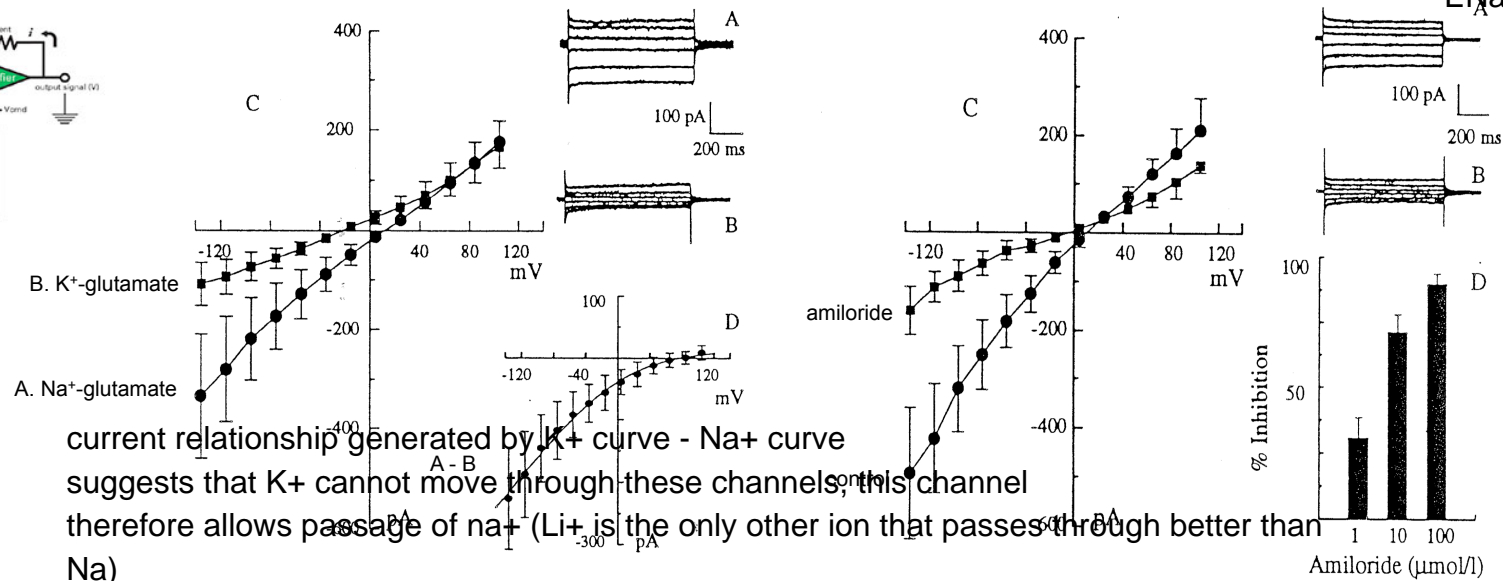 ENa
i
output signal (V)
400
200
-200
-120
40
80
120
mV
C
A
100 pA
200 ms
B
B. K⁺-glutamate
A. Na⁺-glutamate
100
D
-120
-40
120
mV
-300
pA
A - B
400
200
-200
-400
-120
40
80
120
mV
C
amiloride
control
A
100 pA
200 ms
B
100
50
D
% Inhibition
1 10 100
Amiloride (μmol/l)
current relationship generated by K+ curve - Na+ curve
suggests that K+ cannot move through these channels, this channel
therefore allows passage of na+ (Li+ is the only other ion that passes through better than
Na)